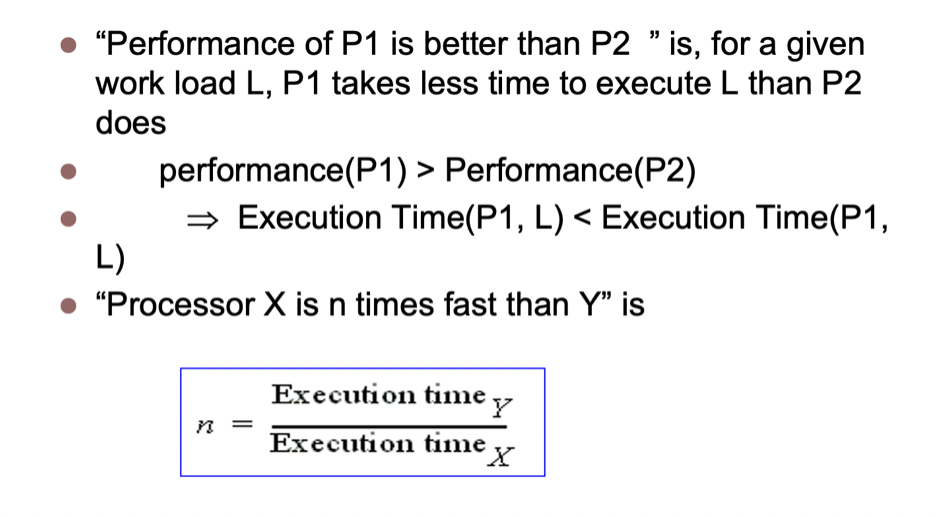 ● “Performance of P1 is better than P2 ” is, for a given
work load L, P1 takes less time to execute L than P2
does
● performance(P1) > Performance(P2)
● ⇒ Execution Time(P1, L) < Execution Time(P1,
L)
● “Processor X is n times fast than Y” is
Execution time Y
n =
Execution time X